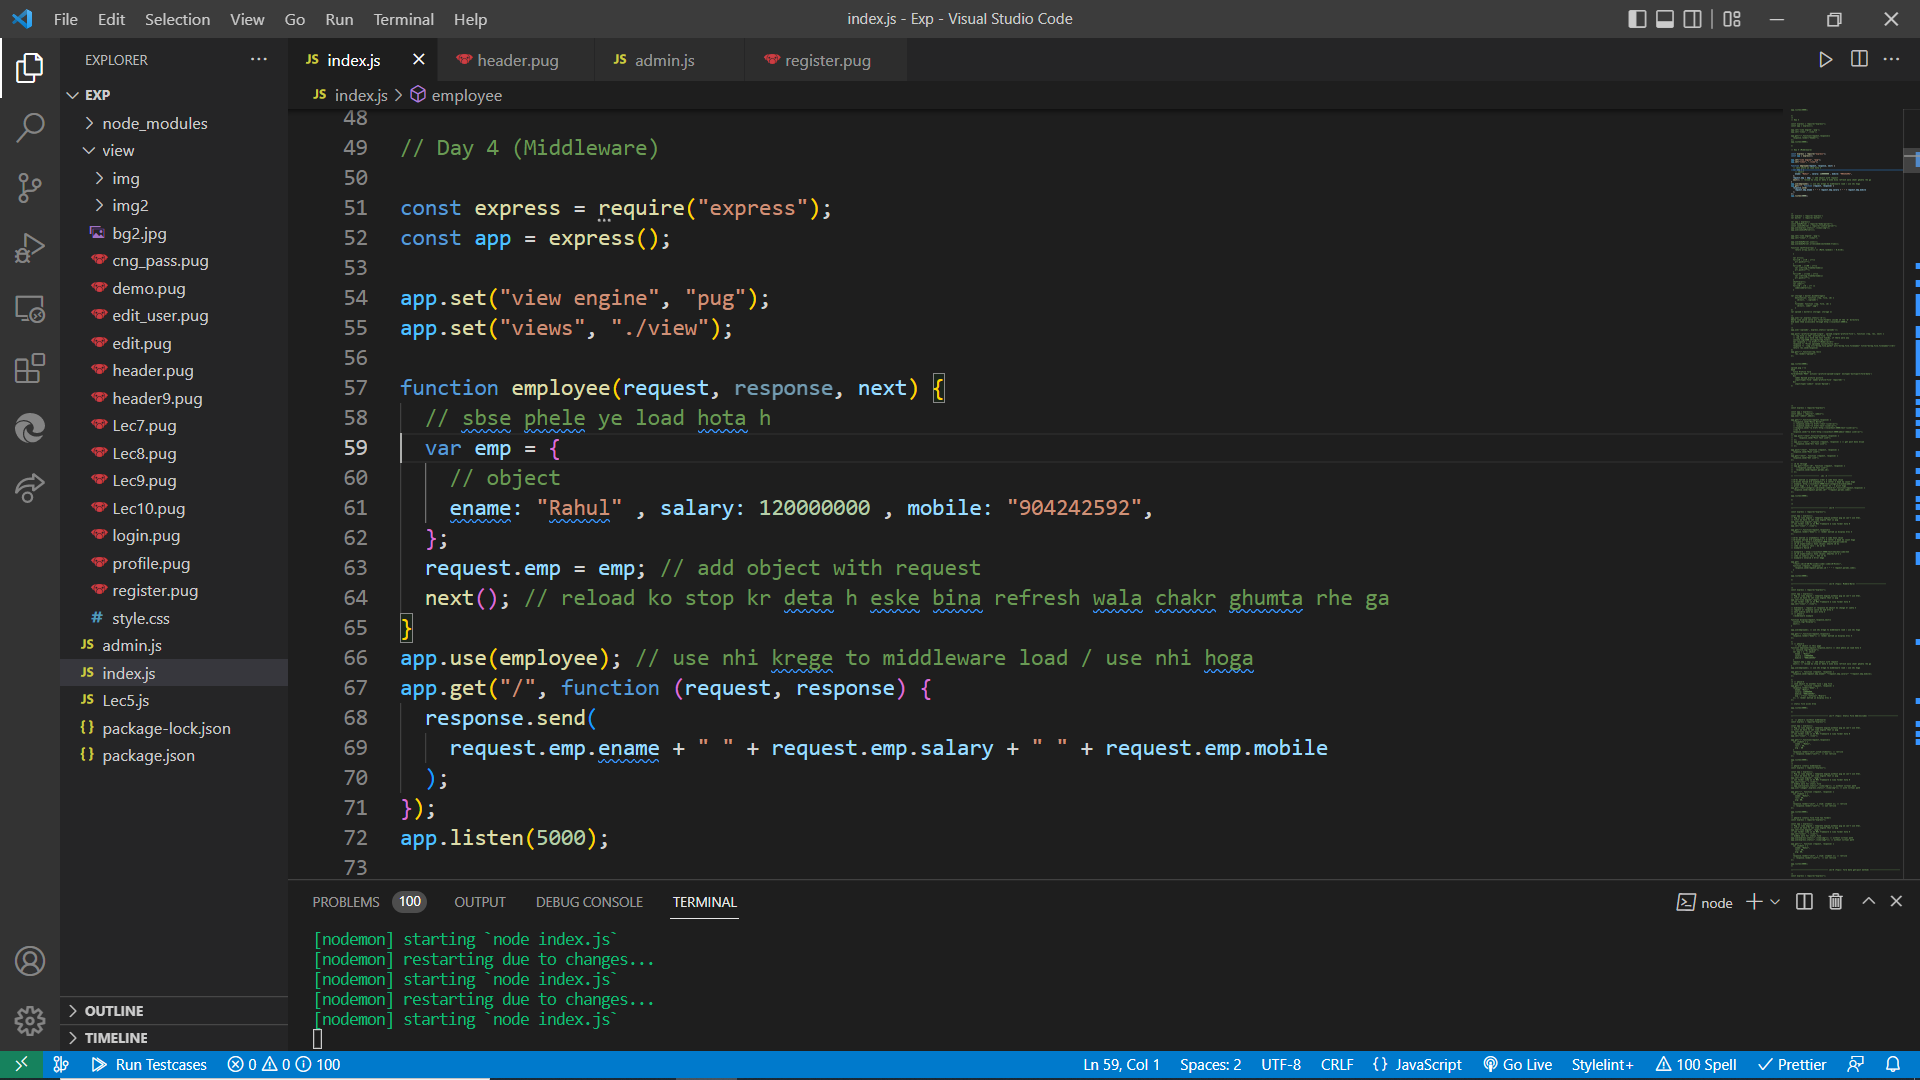 File Edit Selection View Go Run Terminal Help
index.js - Exp - Visual Studio Code
EXPLORER
EXP
node_modules
view
img
img2
bg2.jpg
cng_pass.pug
demo.pug
edit_user.pug
edit.pug
header.pug
header9.pug
Lec7.pug
Lec8.pug
Lec9.pug
Lec10.pug
login.pug
profile.pug
register.pug
# style.css
JS admin.js
JS index.js
JS Lec5.js
{} package-lock.json
{} package.json
OUTLINE
TIMELINE
JS index.js header.pug JS admin.js register.pug
JS index.js > employee
48
49 // Day 4 (Middleware)
50
51 const express = require("express");
52 const app = express();
53
54 app.set("view engine", "pug");
55 app.set("views", "./view");
56
57 function employee(request, response, next) {
58 // sbse phele ye load hota h
59 var emp = {
60 // object
61 ename: "Rahul" , salary: 120000000 , mobile: "904242592",
62 };
63 request.emp = emp; // add object with request
64 next(); // reload ko stop kr deta h eske bina refresh wala chakr ghumta rhe ga
65 }
66 app.use(employee); // use nhi krege to middleware load / use nhi hoga
67 app.get("/", function (request, response) {
68 response.send(
69 request.emp.ename + " " + request.emp.salary + " " + request.emp.mobile
70 );
71 });
72 app.listen(5000);
73
PROBLEMS 100 OUTPUT DEBUG CONSOLE TERMINAL
node
[nodemon] starting `node index.js`
[nodemon] restarting due to changes...
[nodemon] starting `node index.js`
[nodemon] restarting due to changes...
[nodemon] starting `node index.js`
Run Testcases 0 0 100 Ln 59, Col 1 Spaces: 2 UTF-8 CRLF {} JavaScript Go Live Stylelint+ 100 Spell Prettier